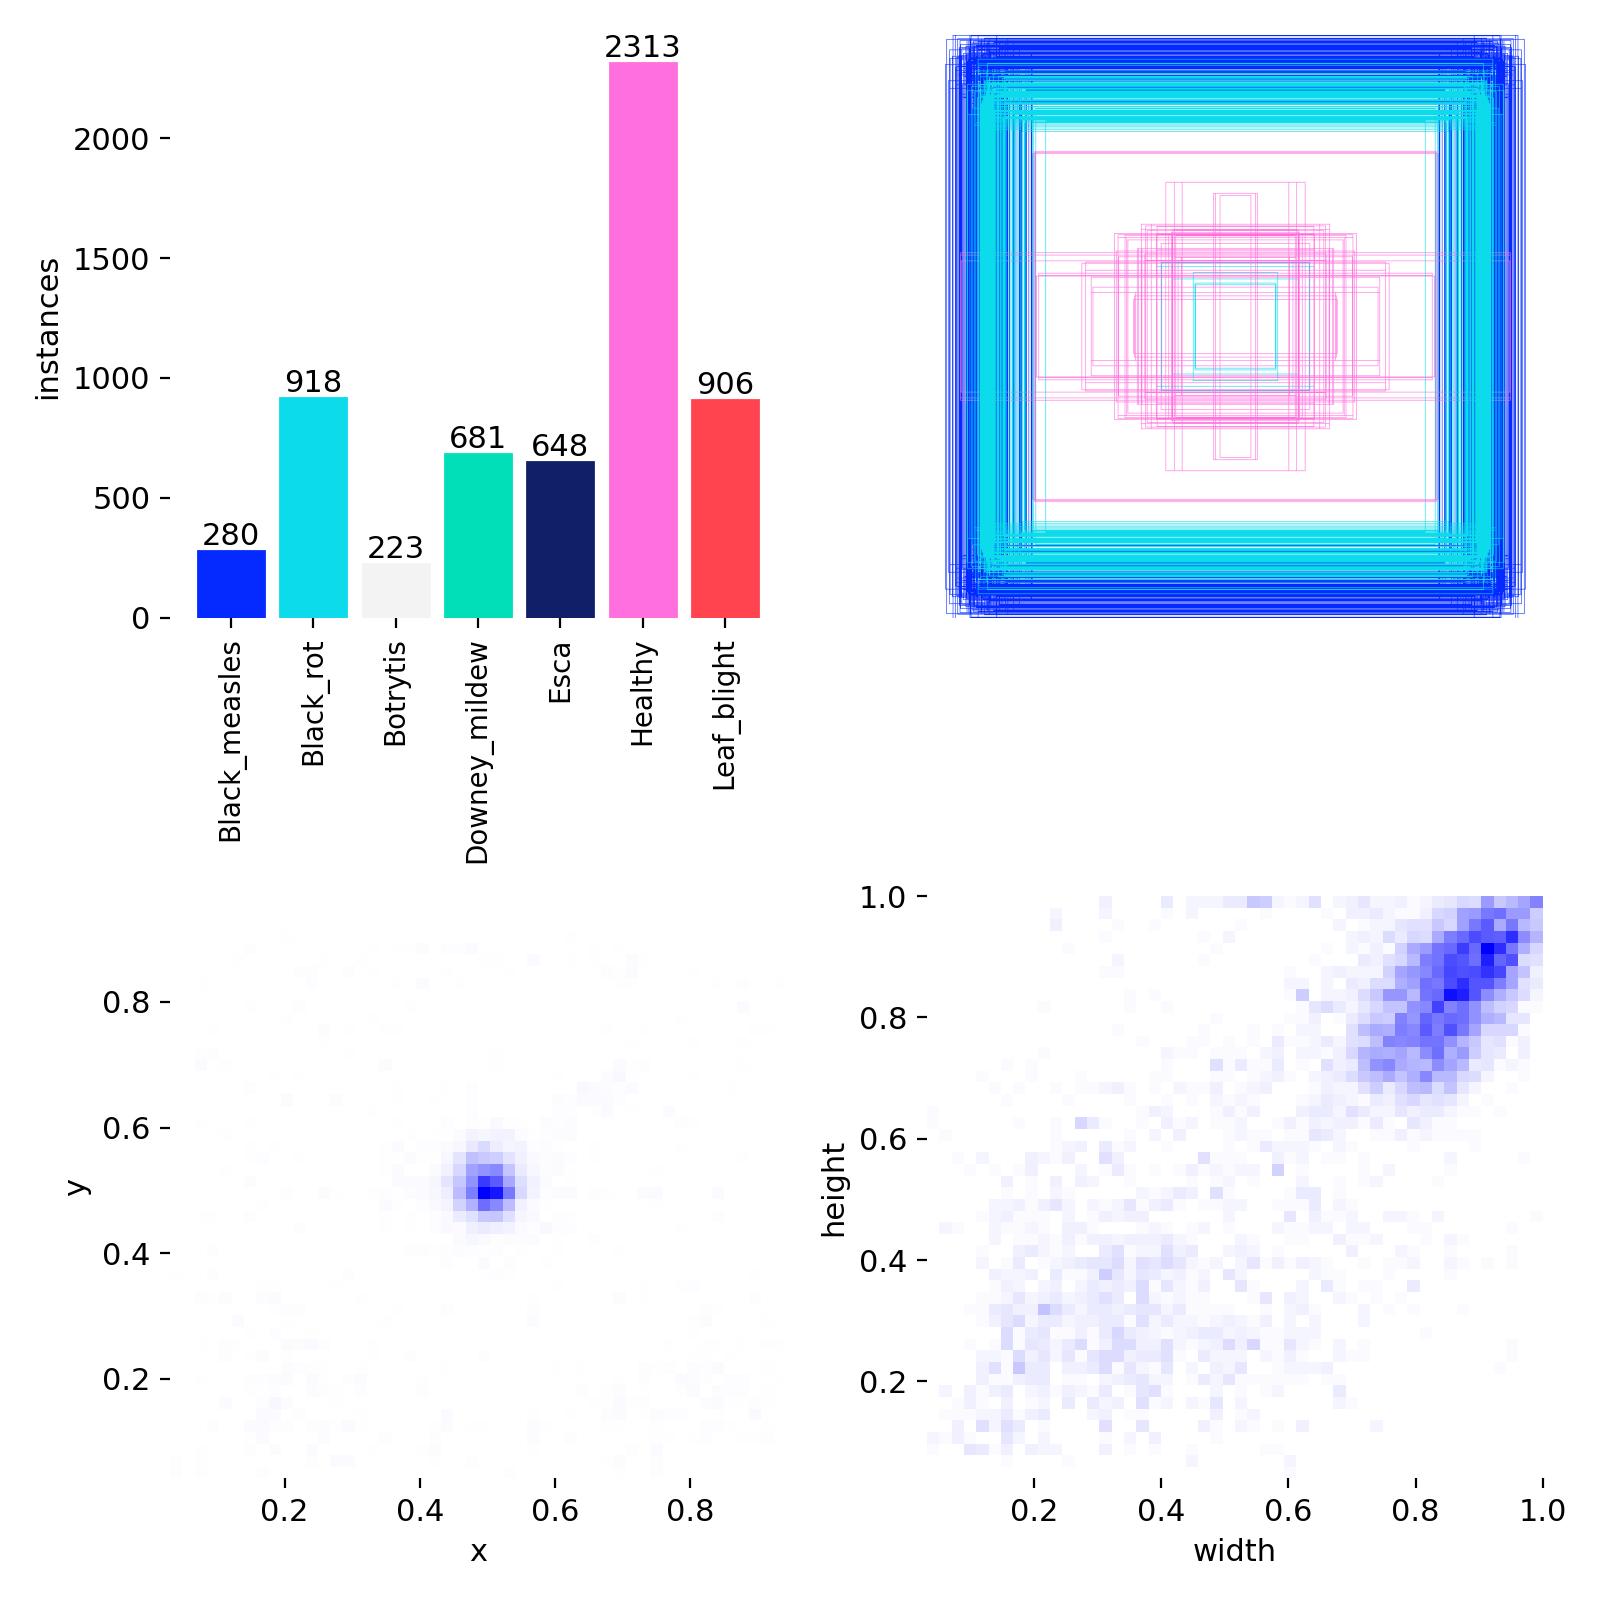 2313
2000
1500
1000
500
0
instances
280
918
223
681
648
906
Black_measles
Black_rot
Botrytis
Downey_mildew
Esca
Healthy
Leaf_blight
0.8
0.6
0.4
0.2
y
0.2 0.4 0.6 0.8
x
1.0
0.8
0.6
0.4
0.2
height
0.2 0.4 0.6 0.8 1.0
width